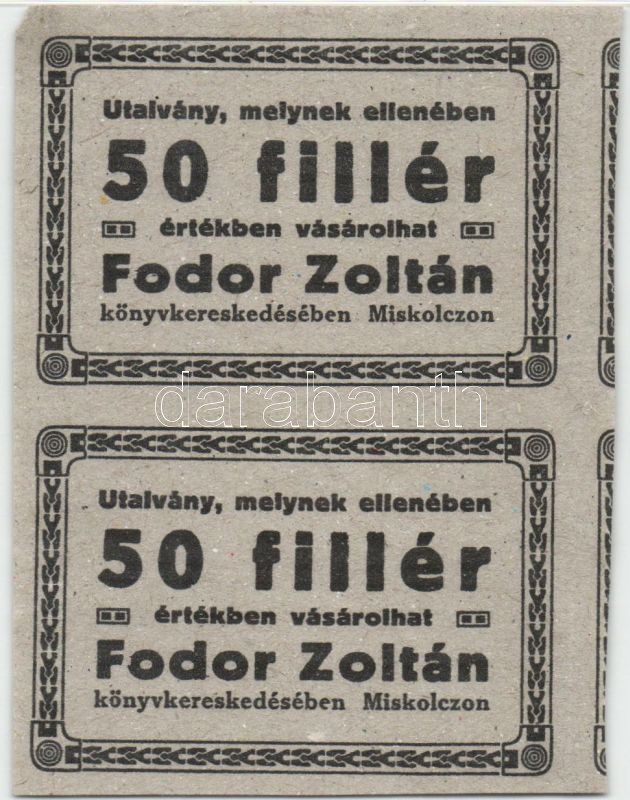 Utalvány, melynek ellenében
50 fillér
értékben vásárolhat
Fodor Zoltán
könyvkereskedésében Miskolczon
darabanth
Utalvány, melynek ellenében
50 fillér
értékben vásárolhat
Fodor Zoltán
könyvkereskedésében Miskolczon